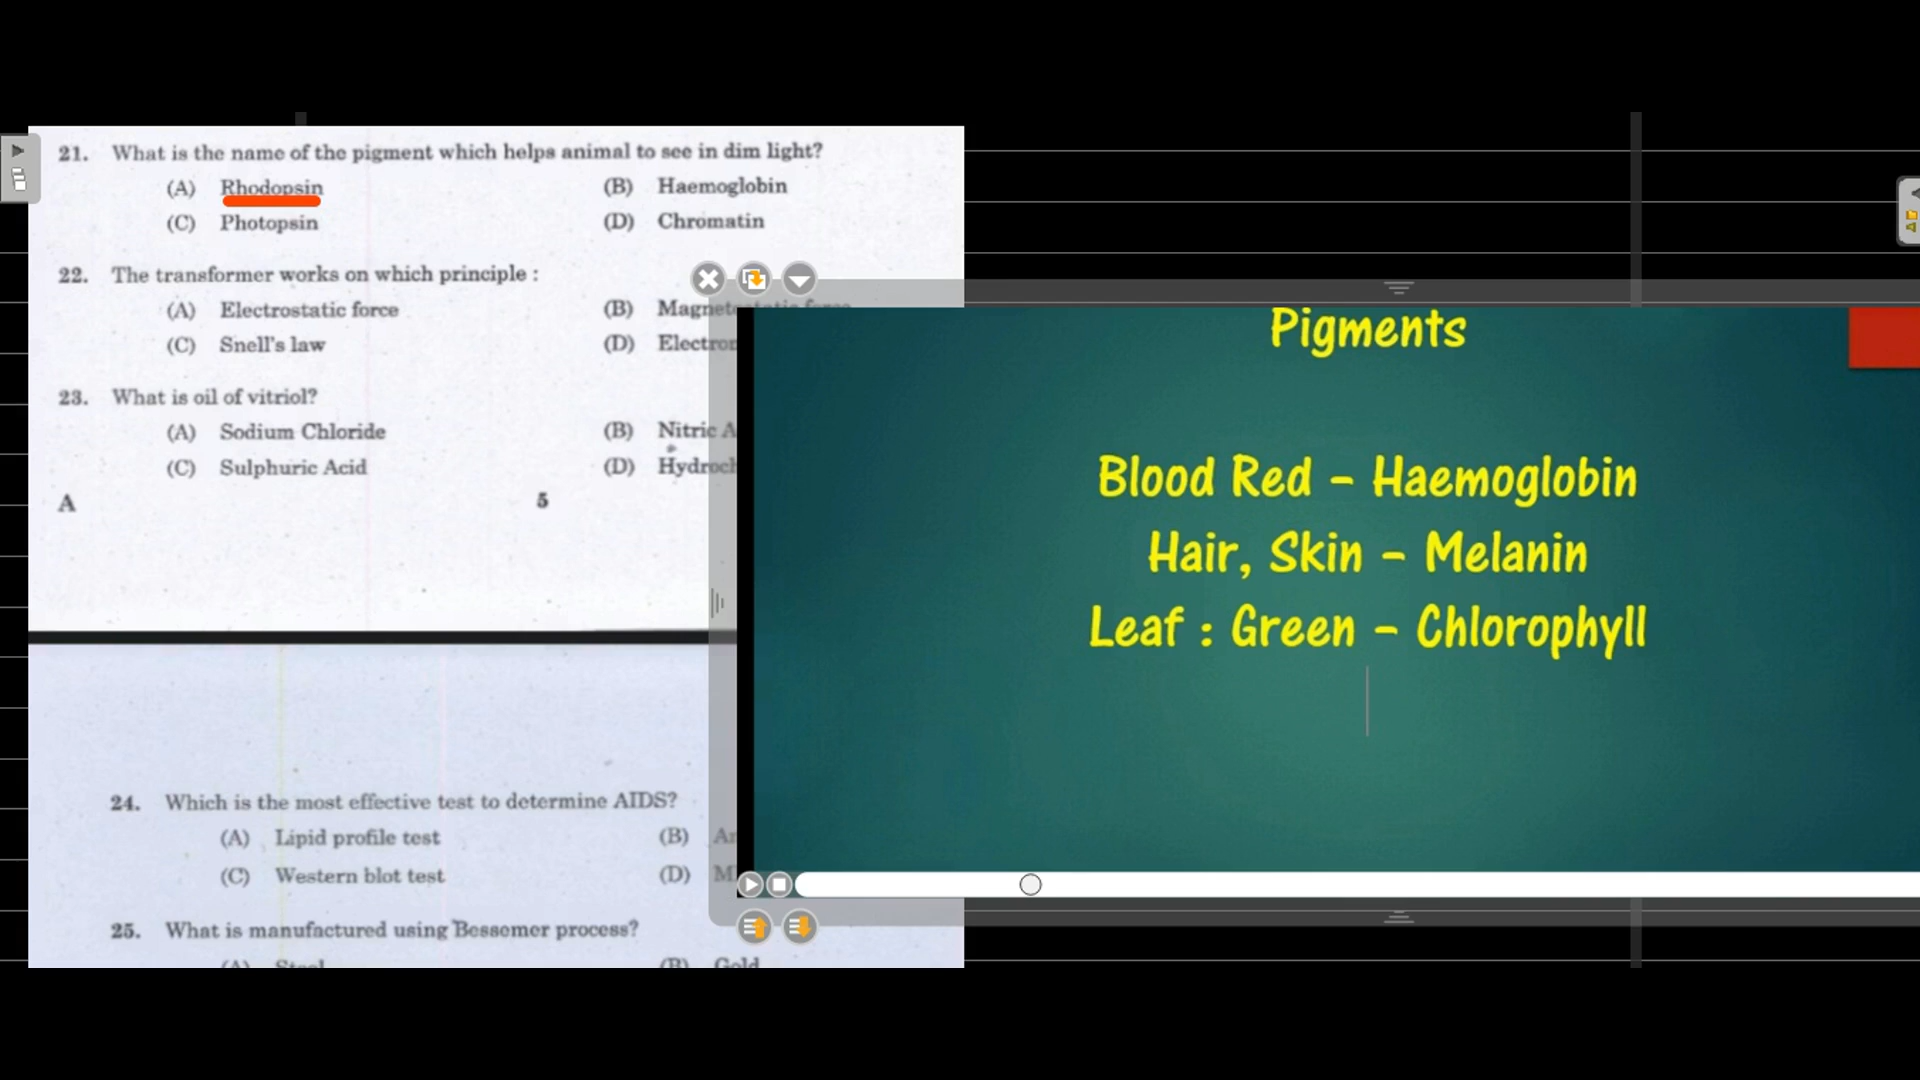 21. What is the name of the pigment which helps animal to see in dim light?
(A) Rhodopsin (B) Haemoglobin
(C) Photopsin (D) Chromatin
22. The transformer works on which principle :
(A) Electrostatic force (B)
(C) Snell's law (D)
23. What is oil of vitriol?
(A) Sodium Chloride (B) Nitric A
(C) Sulphuric Acid (D)
A 5
24. Which is the most effective test to determine AIDS?
(A) Lipid profile test (B)
(C) Western blot test (D)
25. What is manufactured using Bessemer process?
(A) Steel (B) Gold
Pigments
Blood Red - Haemoglobin
Hair, Skin - Melanin
Leaf : Green - Chlorophyll